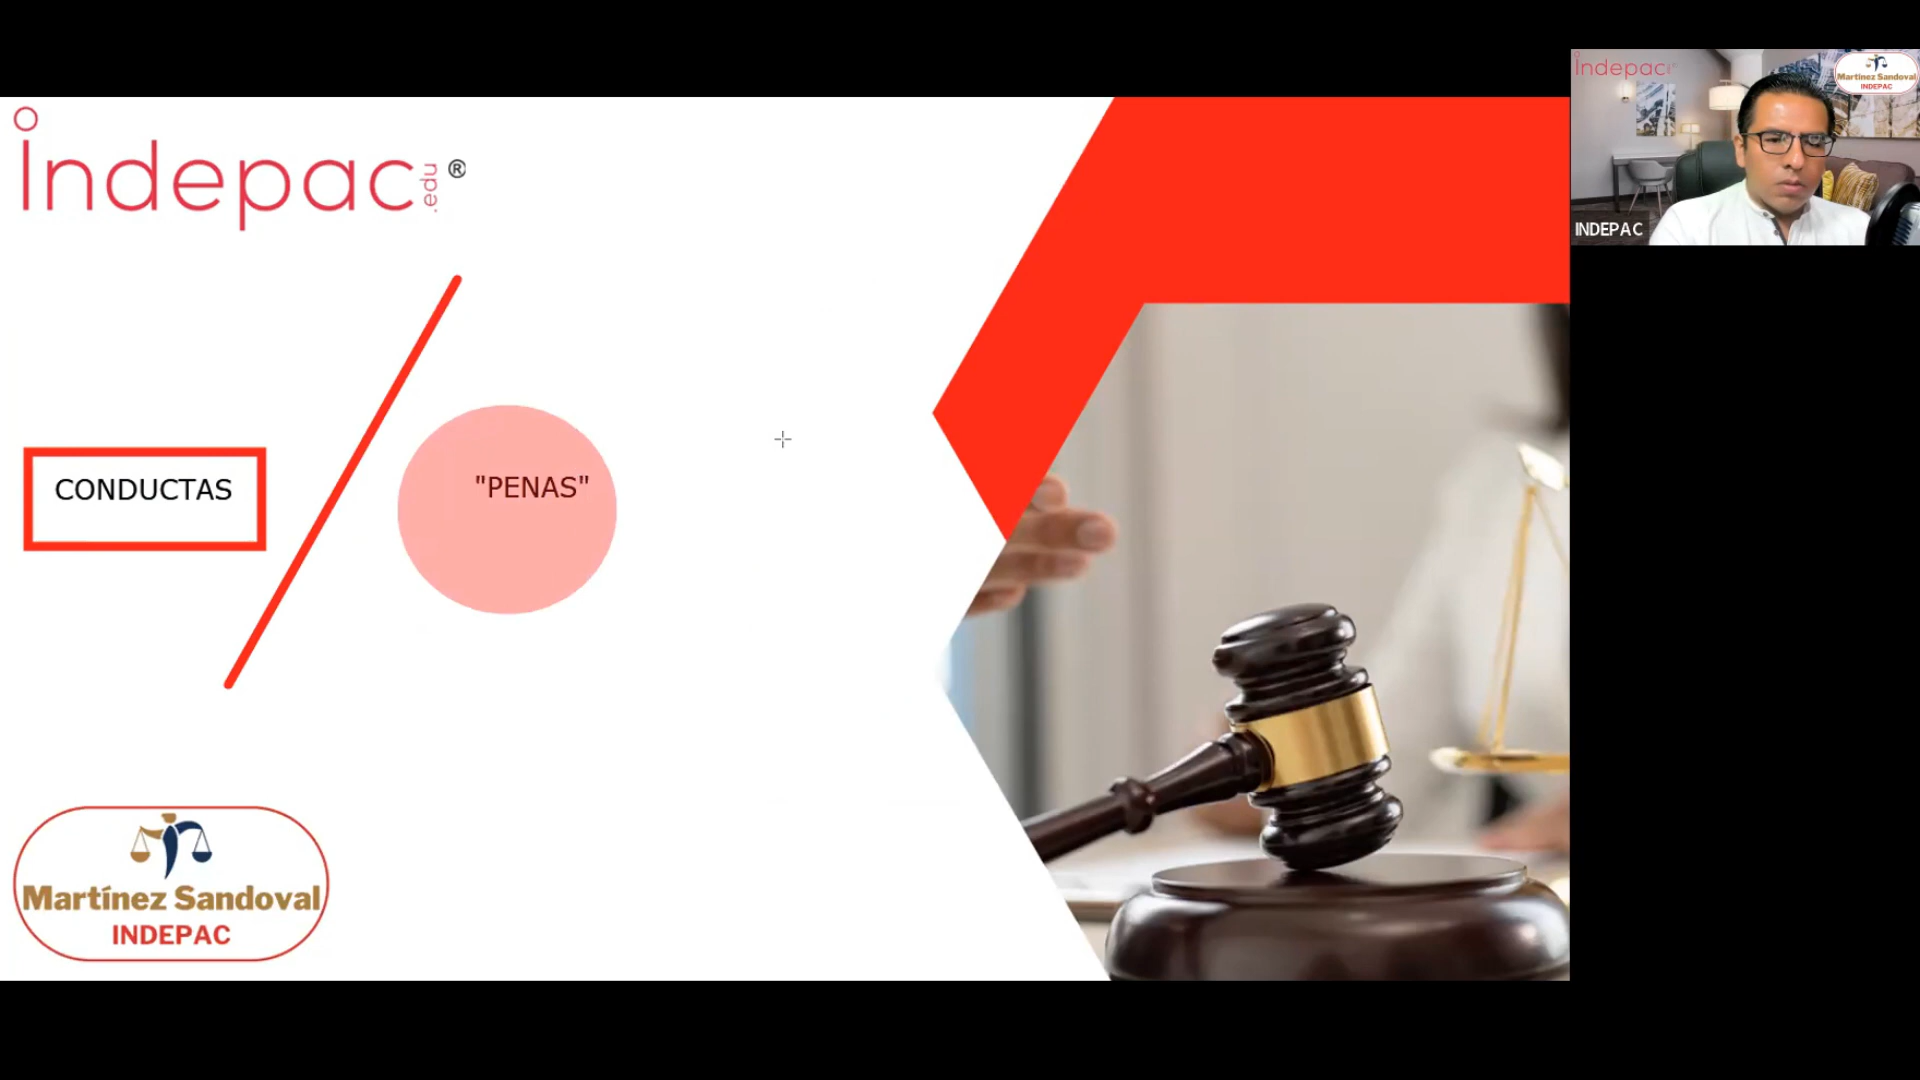 indepac .edu ®
CONDUCTAS
"PENAS"
Martínez Sandoval
INDEPAC
indepac
Martínez Sandoval
INDEPAC
INDEPAC